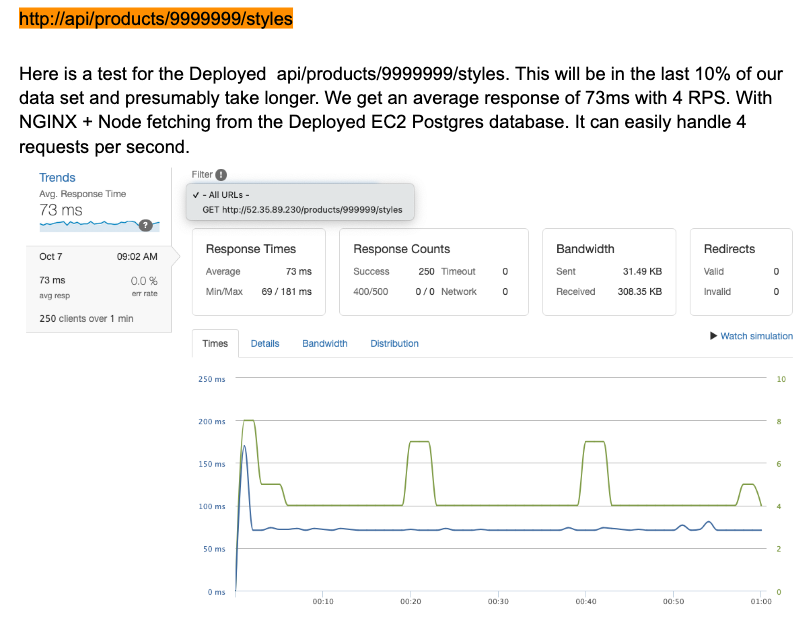 http://api/products/9999999/styles
Here is a test for the Deployed  api/products/9999999/styles. This will be in the last 10% of our
data set and presumably take longer. We get an average response of 73ms with 4 RPS. With
NGINX + Node fetching from the Deployed EC2 Postgres database. It can easily handle 4
requests per second.
Trends
Avg. Response Time
73 ms
?
Oct 7 09:02 AM
73 ms 0.0 %
avg resp err rate
250 clients over 1 min
Filter !
✓ - All URLs -
GET http://52.35.89.230/products/999999/styles
Response Times
Average 73 ms
Min/Max 69 / 181 ms
Response Counts
Success 250 Timeout 0
400/500 0 / 0 Network 0
Bandwidth
Sent 31.49 KB
Received 308.35 KB
Redirects
Valid 0
Invalid 0
Times Details Bandwidth Distribution
▶ Watch simulation
250 ms 10
200 ms 8
150 ms 6
100 ms 4
50 ms 2
0 ms 0
00:10 00:20 00:30 00:40 00:50 01:00